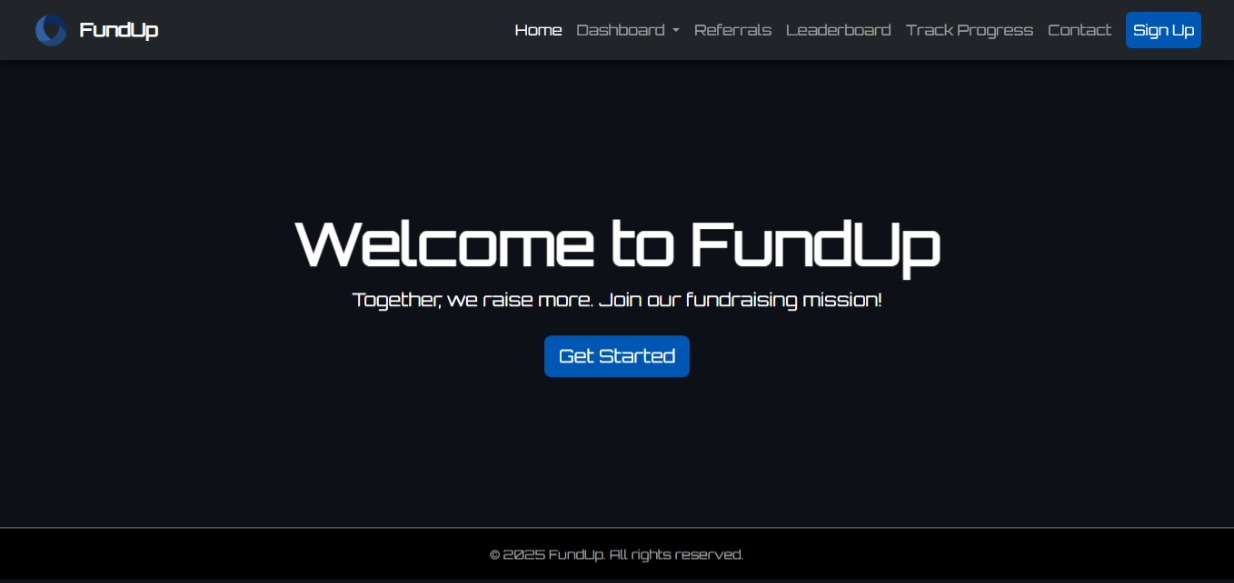 FundUp
Home Dashboard Referrals Leaderboard Track Progress Contact Sign Up
Welcome to FundUp
Together, we raise more. Join our fundraising mission!
Get Started
© 2025 FundUp. All rights reserved.